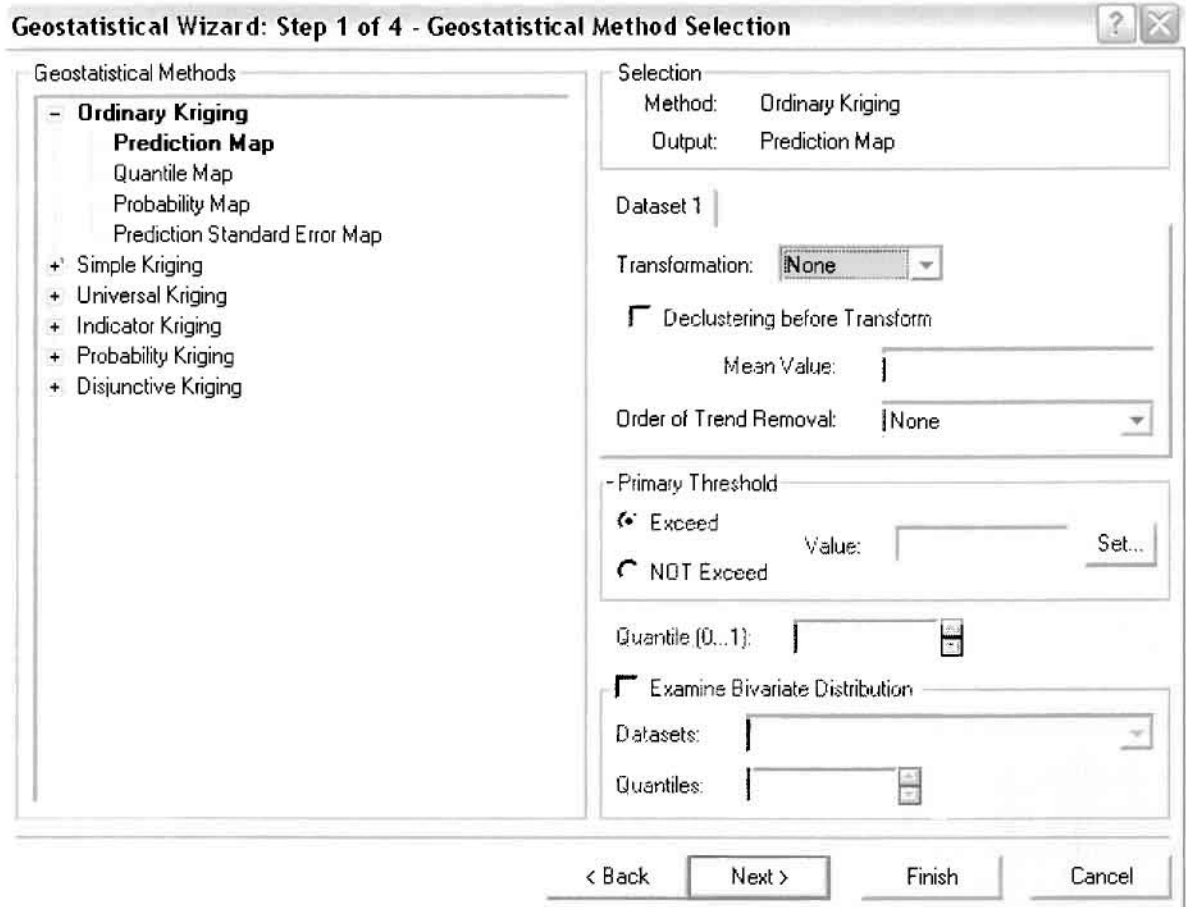 Geostatistical Wizard: Step 1 of 4 - Geostatistical Method Selection
Geostatistical Methods
Ordinary Kriging
Prediction Map
Quantile Map
Probability Map
Prediction Standard Error Map
Simple Kriging
Universal Kriging
Indicator Kriging
Probability Kriging
Disjunctive Kriging
Selection
Method: Ordinary Kriging
Output: Prediction Map
Dataset 1
Transformation: None
Declustering before Transform
Mean Value:
Order of Trend Removal: None
Primary Threshold
Exceed
Value: Set...
NOT Exceed
Quantile (0...1):
Examine Bivariate Distribution
Datasets:
Quantiles:
< Back Next > Finish Cancel